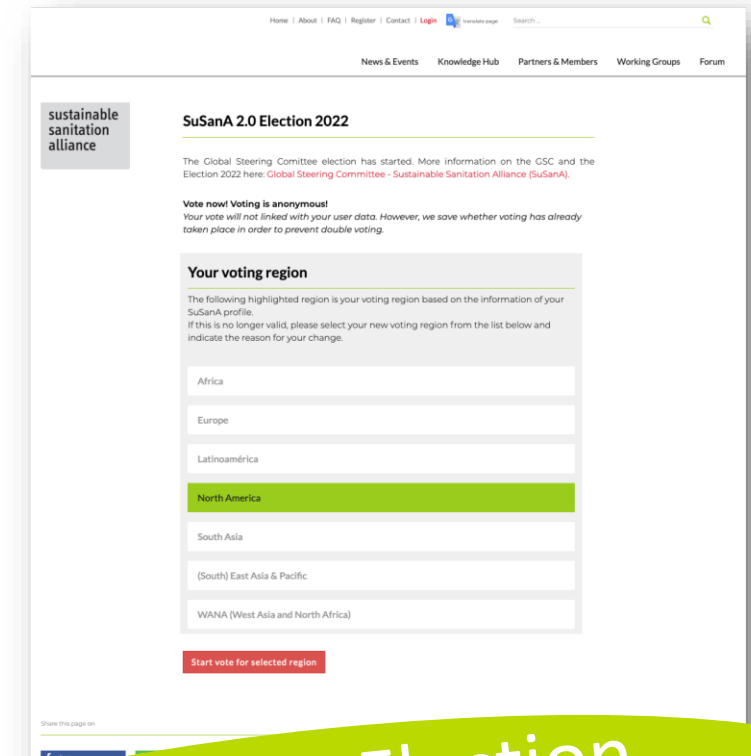 Home | About | FAQ | Register | Contact | Login translate page Search ...
News & Events Knowledge Hub Partners & Members Working Groups Forum
sustainable
sanitation
alliance
SuSanA 2.0 Election 2022
The Global Steering Comittee election has started. More information on the GSC and the
Election 2022 here: Global Steering Committee - Sustainable Sanitation Alliance (SuSanA).
Vote now! Voting is anonymous!
Your vote will not linked with your user data. However, we save whether voting has already
taken place in order to prevent double voting.
Your voting region
The following highlighted region is your voting region based on the information of your
SuSanA profile.
If this is no longer valid, please select your new voting region from the list below and
indicate the reason for your change.
Africa
Europe
Latinoamérica
North America
South Asia
(South) East Asia & Pacific
WANA (West Asia and North Africa)
Start vote for selected region
Share this page on
Election